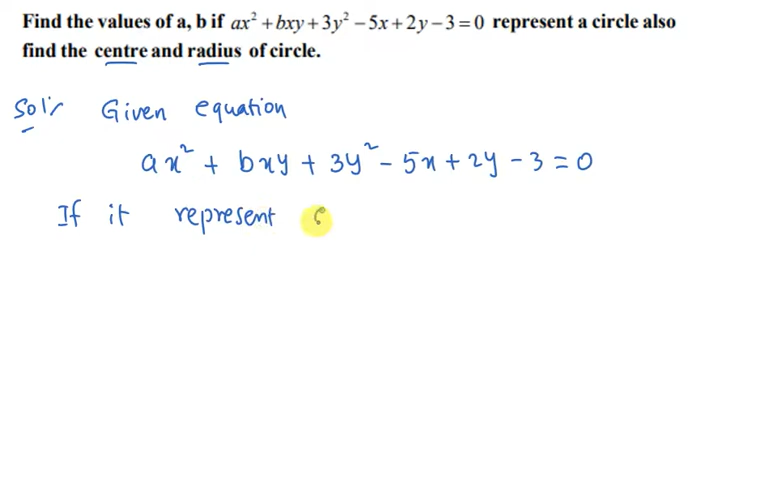 Find the values of a, b if ax² + bxy + 3y² − 5x + 2y − 3 = 0 represent a circle also
find the centre and radius of circle.
Sol'n Given equation
ax² + bxy + 3y² − 5x + 2y − 3 = 0
If it represent